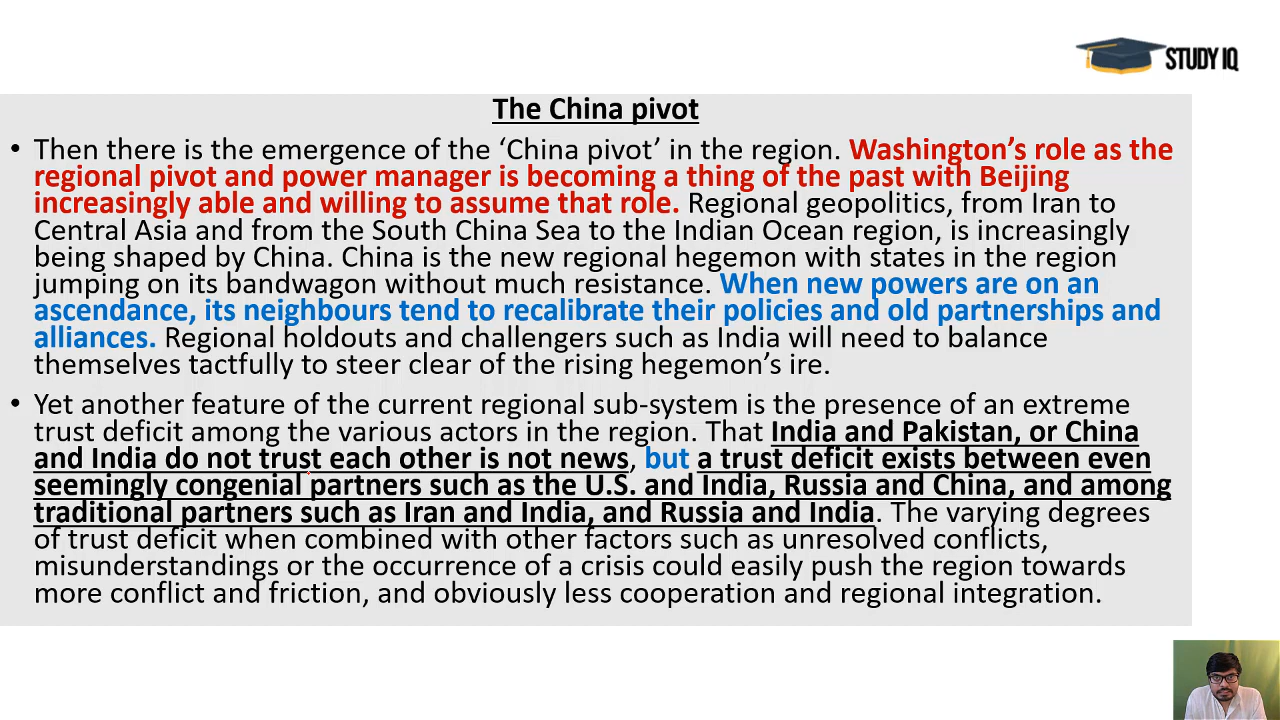 STUDY IQ
The China pivot
• Then there is the emergence of the ‘China pivot’ in the region. Washington’s role as the
regional pivot and power manager is becoming a thing of the past with Beijing
increasingly able and willing to assume that role. Regional geopolitics, from Iran to
Central Asia and from the South China Sea to the Indian Ocean region, is increasingly
being shaped by China. China is the new regional hegemon with states in the region
jumping on its bandwagon without much resistance. When new powers are on an
ascendance, its neighbours tend to recalibrate their policies and old partnerships and
alliances. Regional holdouts and challengers such as India will need to balance
themselves tactfully to steer clear of the rising hegemon’s ire.
• Yet another feature of the current regional sub-system is the presence of an extreme
trust deficit among the various actors in the region. That India and Pakistan, or China
and India do not trust each other is not news, but a trust deficit exists between even
seemingly congenial partners such as the U.S. and India, Russia and China, and among
traditional partners such as Iran and India, and Russia and India. The varying degrees
of trust deficit when combined with other factors such as unresolved conflicts,
misunderstandings or the occurrence of a crisis could easily push the region towards
more conflict and friction, and obviously less cooperation and regional integration.